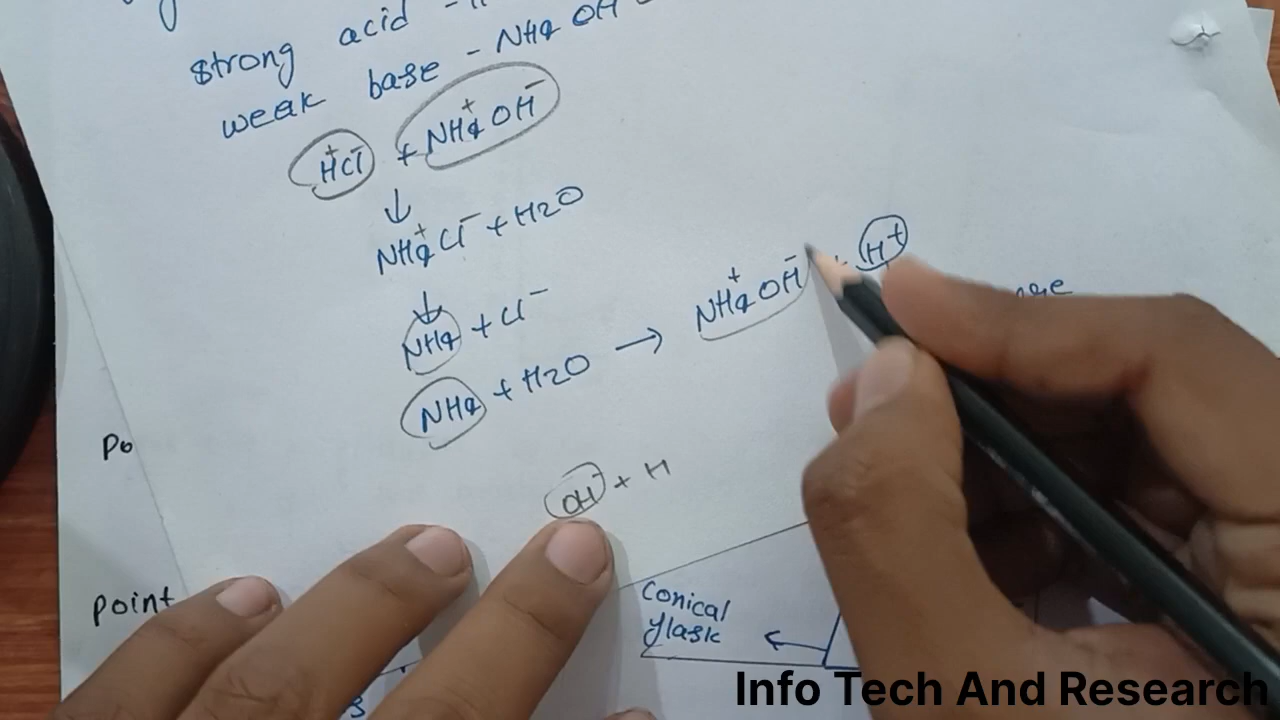 strong acid -
weak base - NH4 OH
H+Cl- + NH4+ OH-
↓
NH4+ Cl- + H2O
↓
NH4 + Cl-
NH4 + H2O → NH4+ OH- + H+
OH- + H
Po
point
Conical
flask
Info Tech And Research